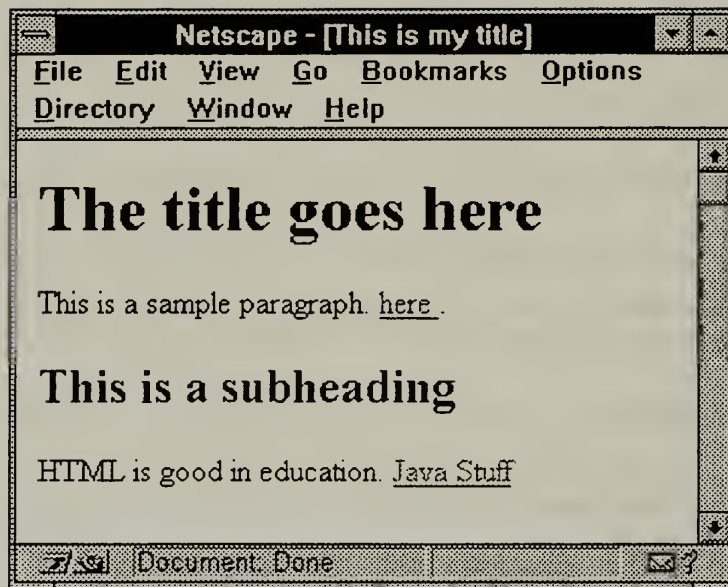 Netscape - [This is my title]
File Edit View Go Bookmarks Options
Directory Window Help
The title goes here
This is a sample paragraph. here .
This is a subheading
HTML is good in education. Java Stuff
Document: Done